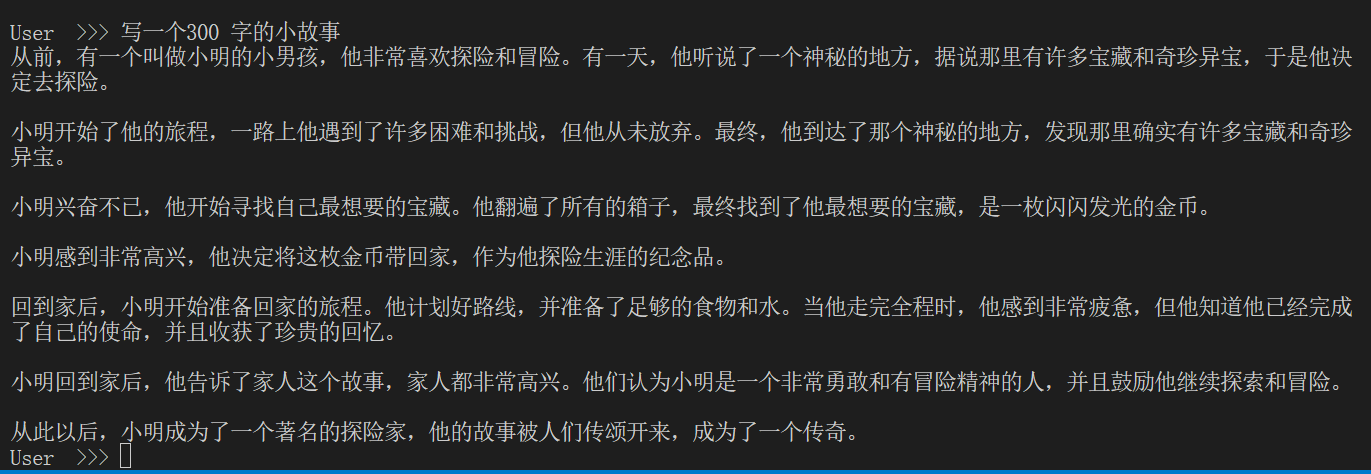 User  >>> 写一个300 字的小故事
从前，有一个叫做小明的小男孩，他非常喜欢探险和冒险。有一天，他听说了一个神秘的地方，据说那里有许多宝藏和奇珍异宝，于是他决
定去探险。
小明开始了他的旅程，一路上他遇到了许多困难和挑战，但他从未放弃。最终，他到达了那个神秘的地方，发现那里确实有许多宝藏和奇珍
异宝。
小明兴奋不已，他开始寻找自己最想要的宝藏。他翻遍了所有的箱子，最终找到了他最想要的宝藏，是一枚闪闪发光的金币。
小明感到非常高兴，他决定将这枚金币带回家，作为他探险生涯的纪念品。
回到家后，小明开始准备回家的旅程。他计划好路线，并准备了足够的食物和水。当他走完全程时，他感到非常疲惫，但他知道他已经完成
了自己的使命，并且收获了珍贵的回忆。
小明回到家后，他告诉了家人这个故事，家人都非常高兴。他们认为小明是一个非常勇敢和有冒险精神的人，并且鼓励他继续探索和冒险。
从此以后，小明成为了一个著名的探险家，他的故事被人们传颂开来，成为了一个传奇。
User  >>>